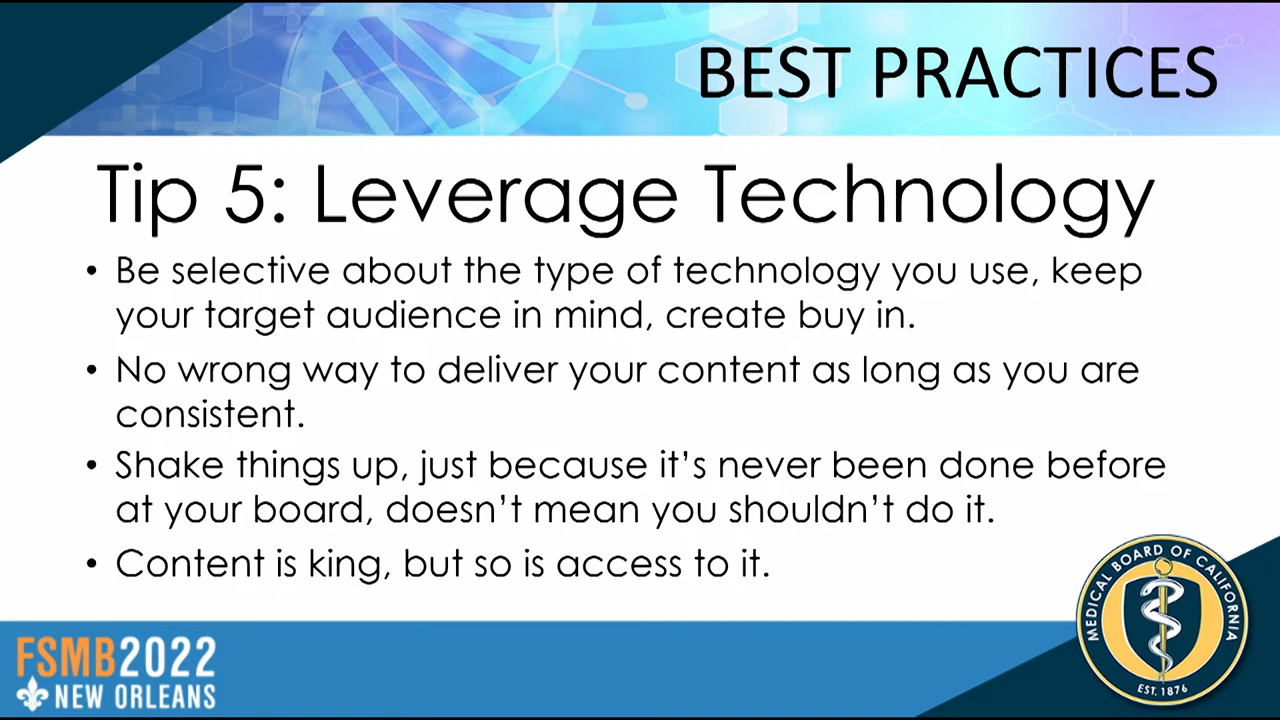 BEST PRACTICES
Tip 5: Leverage Technology
• Be selective about the type of technology you use, keep
your target audience in mind, create buy in.
• No wrong way to deliver your content as long as you are
consistent.
• Shake things up, just because it’s never been done before
at your board, doesn’t mean you shouldn’t do it.
• Content is king, but so is access to it.
FSMB2022
NEW ORLEANS
MEDICAL BOARD OF CALIFORNIA
EST. 1876